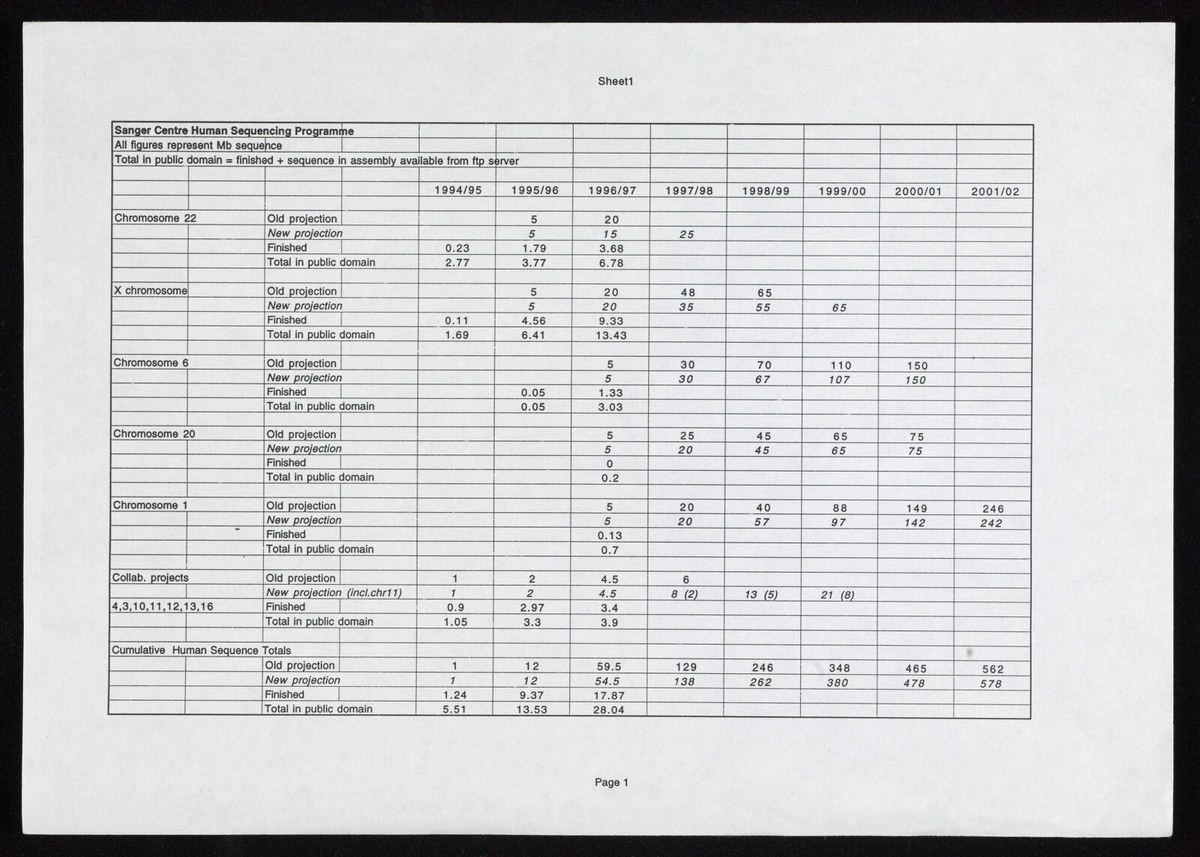 Sheet1
Sanger Centre Human Sequencing Programme
All figures represent Mb sequence
Total in public domain = finished + sequence in assembly available from ftp server
1994/95 1995/96 1996/97 1997/98 1998/99 1999/00 2000/01 2001/02
Chromosome 22 Old projection 5 20
New projection 5 15 25
Finished 0.23 1.79 3.68
Total in public domain 2.77 3.77 6.78
X chromosome Old projection 5 20 48 65
New projection 5 20 35 55 65
Finished 0.11 4.56 9.33
Total in public domain 1.69 6.41 13.43
Chromosome 6 Old projection 5 30 70 110 150
New projection 5 30 67 107 150
Finished 0.05 1.33
Total in public domain 0.05 3.03
Chromosome 20 Old projection 5 25 45 65 75
New projection 5 20 45 65 75
Finished 0
Total in public domain 0.2
Chromosome 1 Old projection 5 20 40 88 149 246
New projection 5 20 57 97 142 242
Finished 0.13
Total in public domain 0.7
Collab. projects Old projection 1 2 4.5 6
New projection (incl.chr11) 1 2 4.5 8 (2) 13 (5) 21 (8)
4,3,10,11,12,13,16 Finished 0.9 2.97 3.4
Total in public domain 1.05 3.3 3.9
Cumulative Human Sequence Totals
Old projection 1 12 59.5 129 246 348 465 562
New projection 1 12 54.5 138 262 380 478 578
Finished 1.24 9.37 17.87
Total in public domain 5.51 13.53 28.04
Page 1